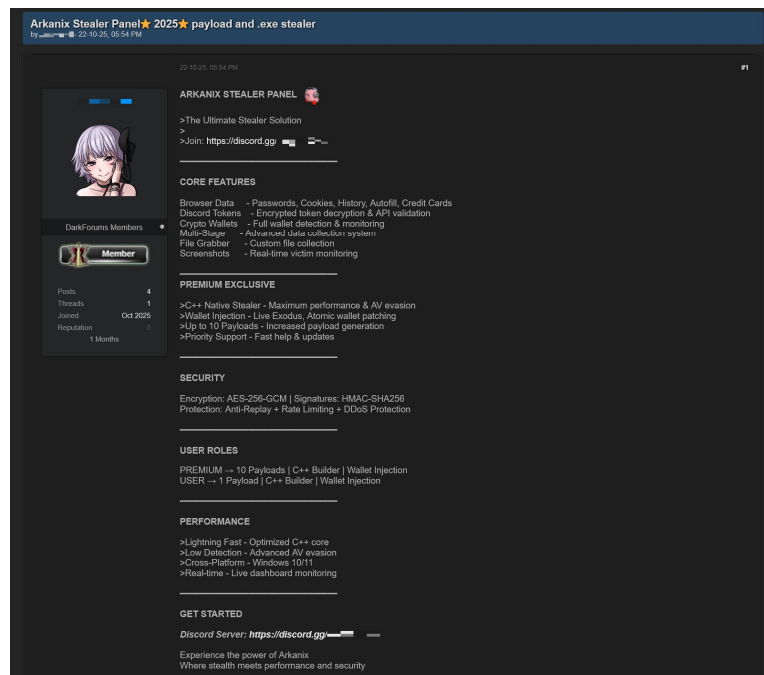 Arkanix Stealer Panel⭐ 2025⭐ payload and .exe stealer
by 22-10-25, 05:54 PM
22-10-25, 05:54 PM
#1
DarkForums Members
Member
Posts 4
Threads 1
Joined Oct 2025
Reputation 0
1 Months
ARKANIX STEALER PANEL
>The Ultimate Stealer Solution
>
>Join: https://discord.gg/
CORE FEATURES
Browser Data - Passwords, Cookies, History, Autofill, Credit Cards
Discord Tokens - Encrypted token decryption & API validation
Crypto Wallets - Full wallet detection & monitoring
Multi-Stage - Advanced data collection system
File Grabber - Custom file collection
Screenshots - Real-time victim monitoring
PREMIUM EXCLUSIVE
>C++ Native Stealer - Maximum performance & AV evasion
>Wallet Injection - Live Exodus, Atomic wallet patching
>Up to 10 Payloads - Increased payload generation
>Priority Support - Fast help & updates
SECURITY
Encryption: AES-256-GCM | Signatures: HMAC-SHA256
Protection: Anti-Replay + Rate Limiting + DDoS Protection
USER ROLES
PREMIUM → 10 Payloads | C++ Builder | Wallet Injection
USER → 1 Payload | C++ Builder | Wallet Injection
PERFORMANCE
>Lightning Fast - Optimized C++ core
>Low Detection - Advanced AV evasion
>Cross-Platform - Windows 10/11
>Real-time - Live dashboard monitoring
GET STARTED
Discord Server: https://discord.gg/
Experience the power of Arkanix
Where stealth meets performance and security